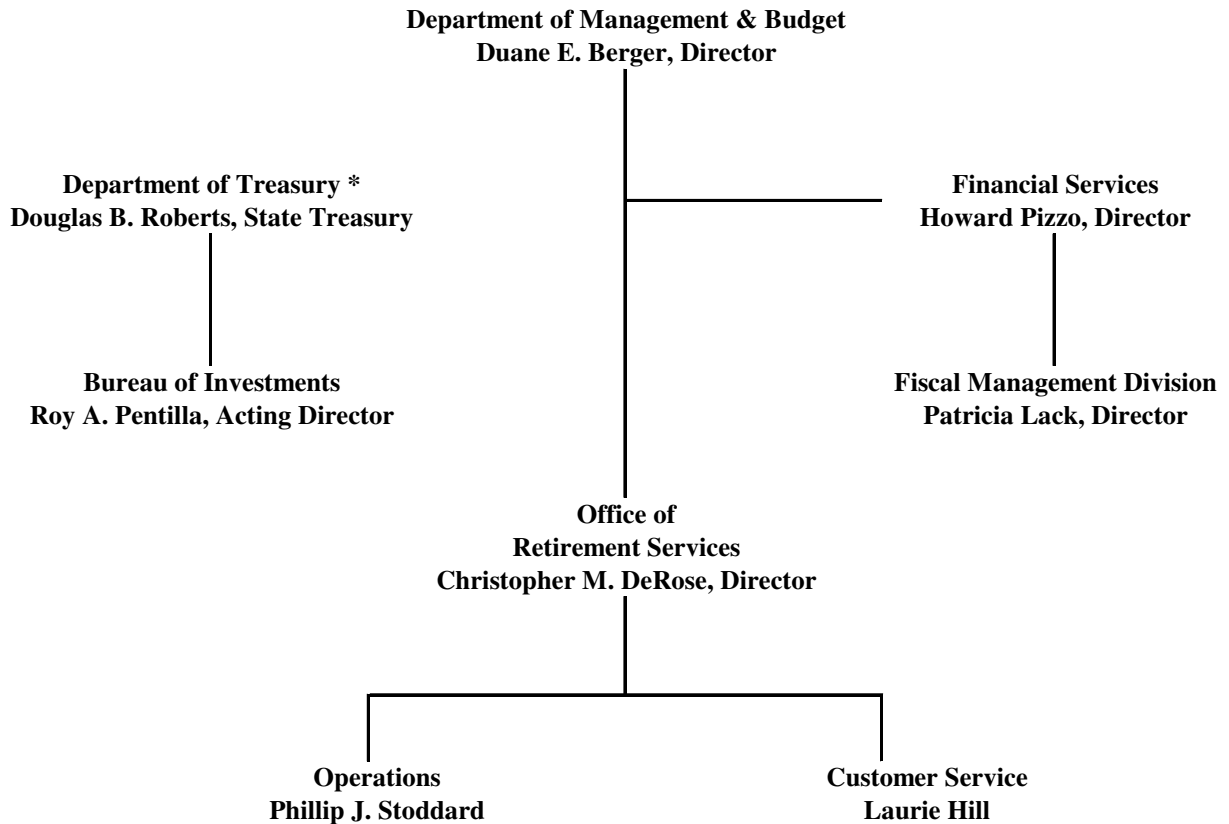 Department of Management & Budget
Duane E. Berger, Director
Department of Treasury *
Douglas B. Roberts, State Treasury
Financial Services
Howard Pizzo, Director
Bureau of Investments
Roy A. Pentilla, Acting Director
Fiscal Management Division
Patricia Lack, Director
Office of
Retirement Services
Christopher M. DeRose, Director
Operations
Phillip J. Stoddard
Customer Service
Laurie Hill